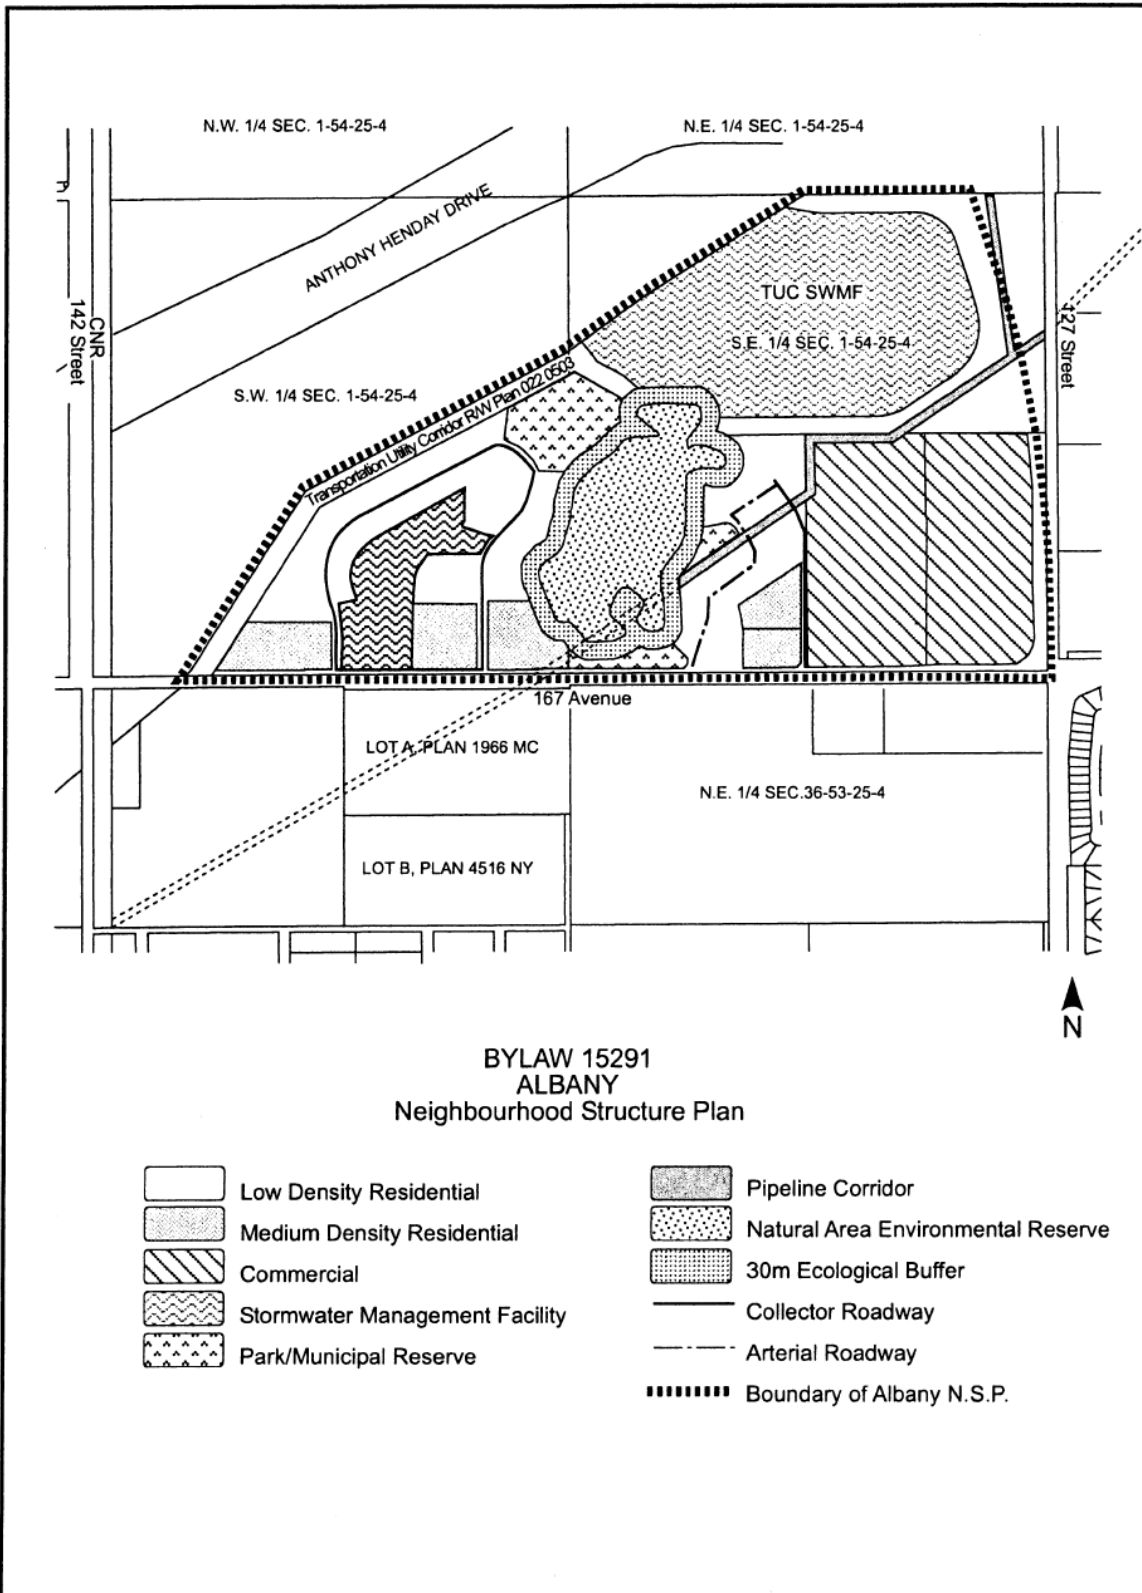 N.W. 1/4 SEC. 1-54-25-4
N.E. 1/4 SEC. 1-54-25-4
ANTHONY HENDAY DRIVE
TUC SWMF
S.E. 1/4 SEC. 1-54-25-4
142 Street
CNR
127 Street
S.W. 1/4 SEC. 1-54-25-4
Transportation Utility Corridor R/W Plan 022 0503
167 Avenue
LOT A, PLAN 1966 MC
N.E. 1/4 SEC.36-53-25-4
LOT B, PLAN 4516 NY
N
BYLAW 15291
ALBANY
Neighbourhood Structure Plan
Low Density Residential
Medium Density Residential
Commercial
Stormwater Management Facility
Park/Municipal Reserve
Pipeline Corridor
Natural Area Environmental Reserve
30m Ecological Buffer
Collector Roadway
Arterial Roadway
Boundary of Albany N.S.P.